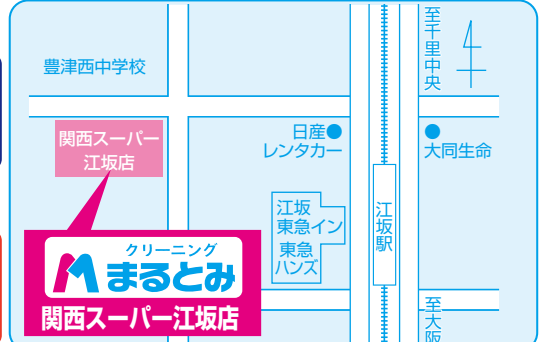 至千里中央
豊津西中学校
関西スーパー
江坂店
日産●
レンタカー
●
大同生命
江坂
東急イン
東急
ハンズ
江坂駅
クリーニング
まるとみ
関西スーパー江坂店
至大阪